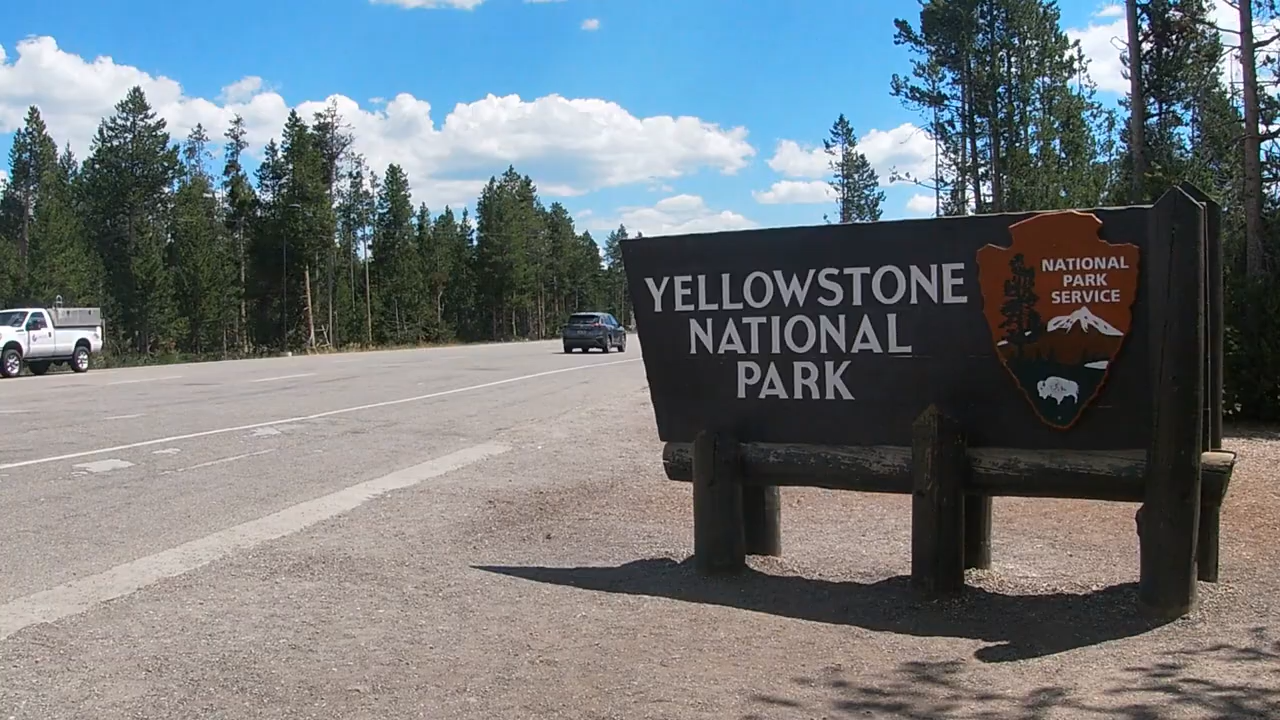 YELLOWSTONE
NATIONAL
PARK
NATIONAL
PARK
SERVICE